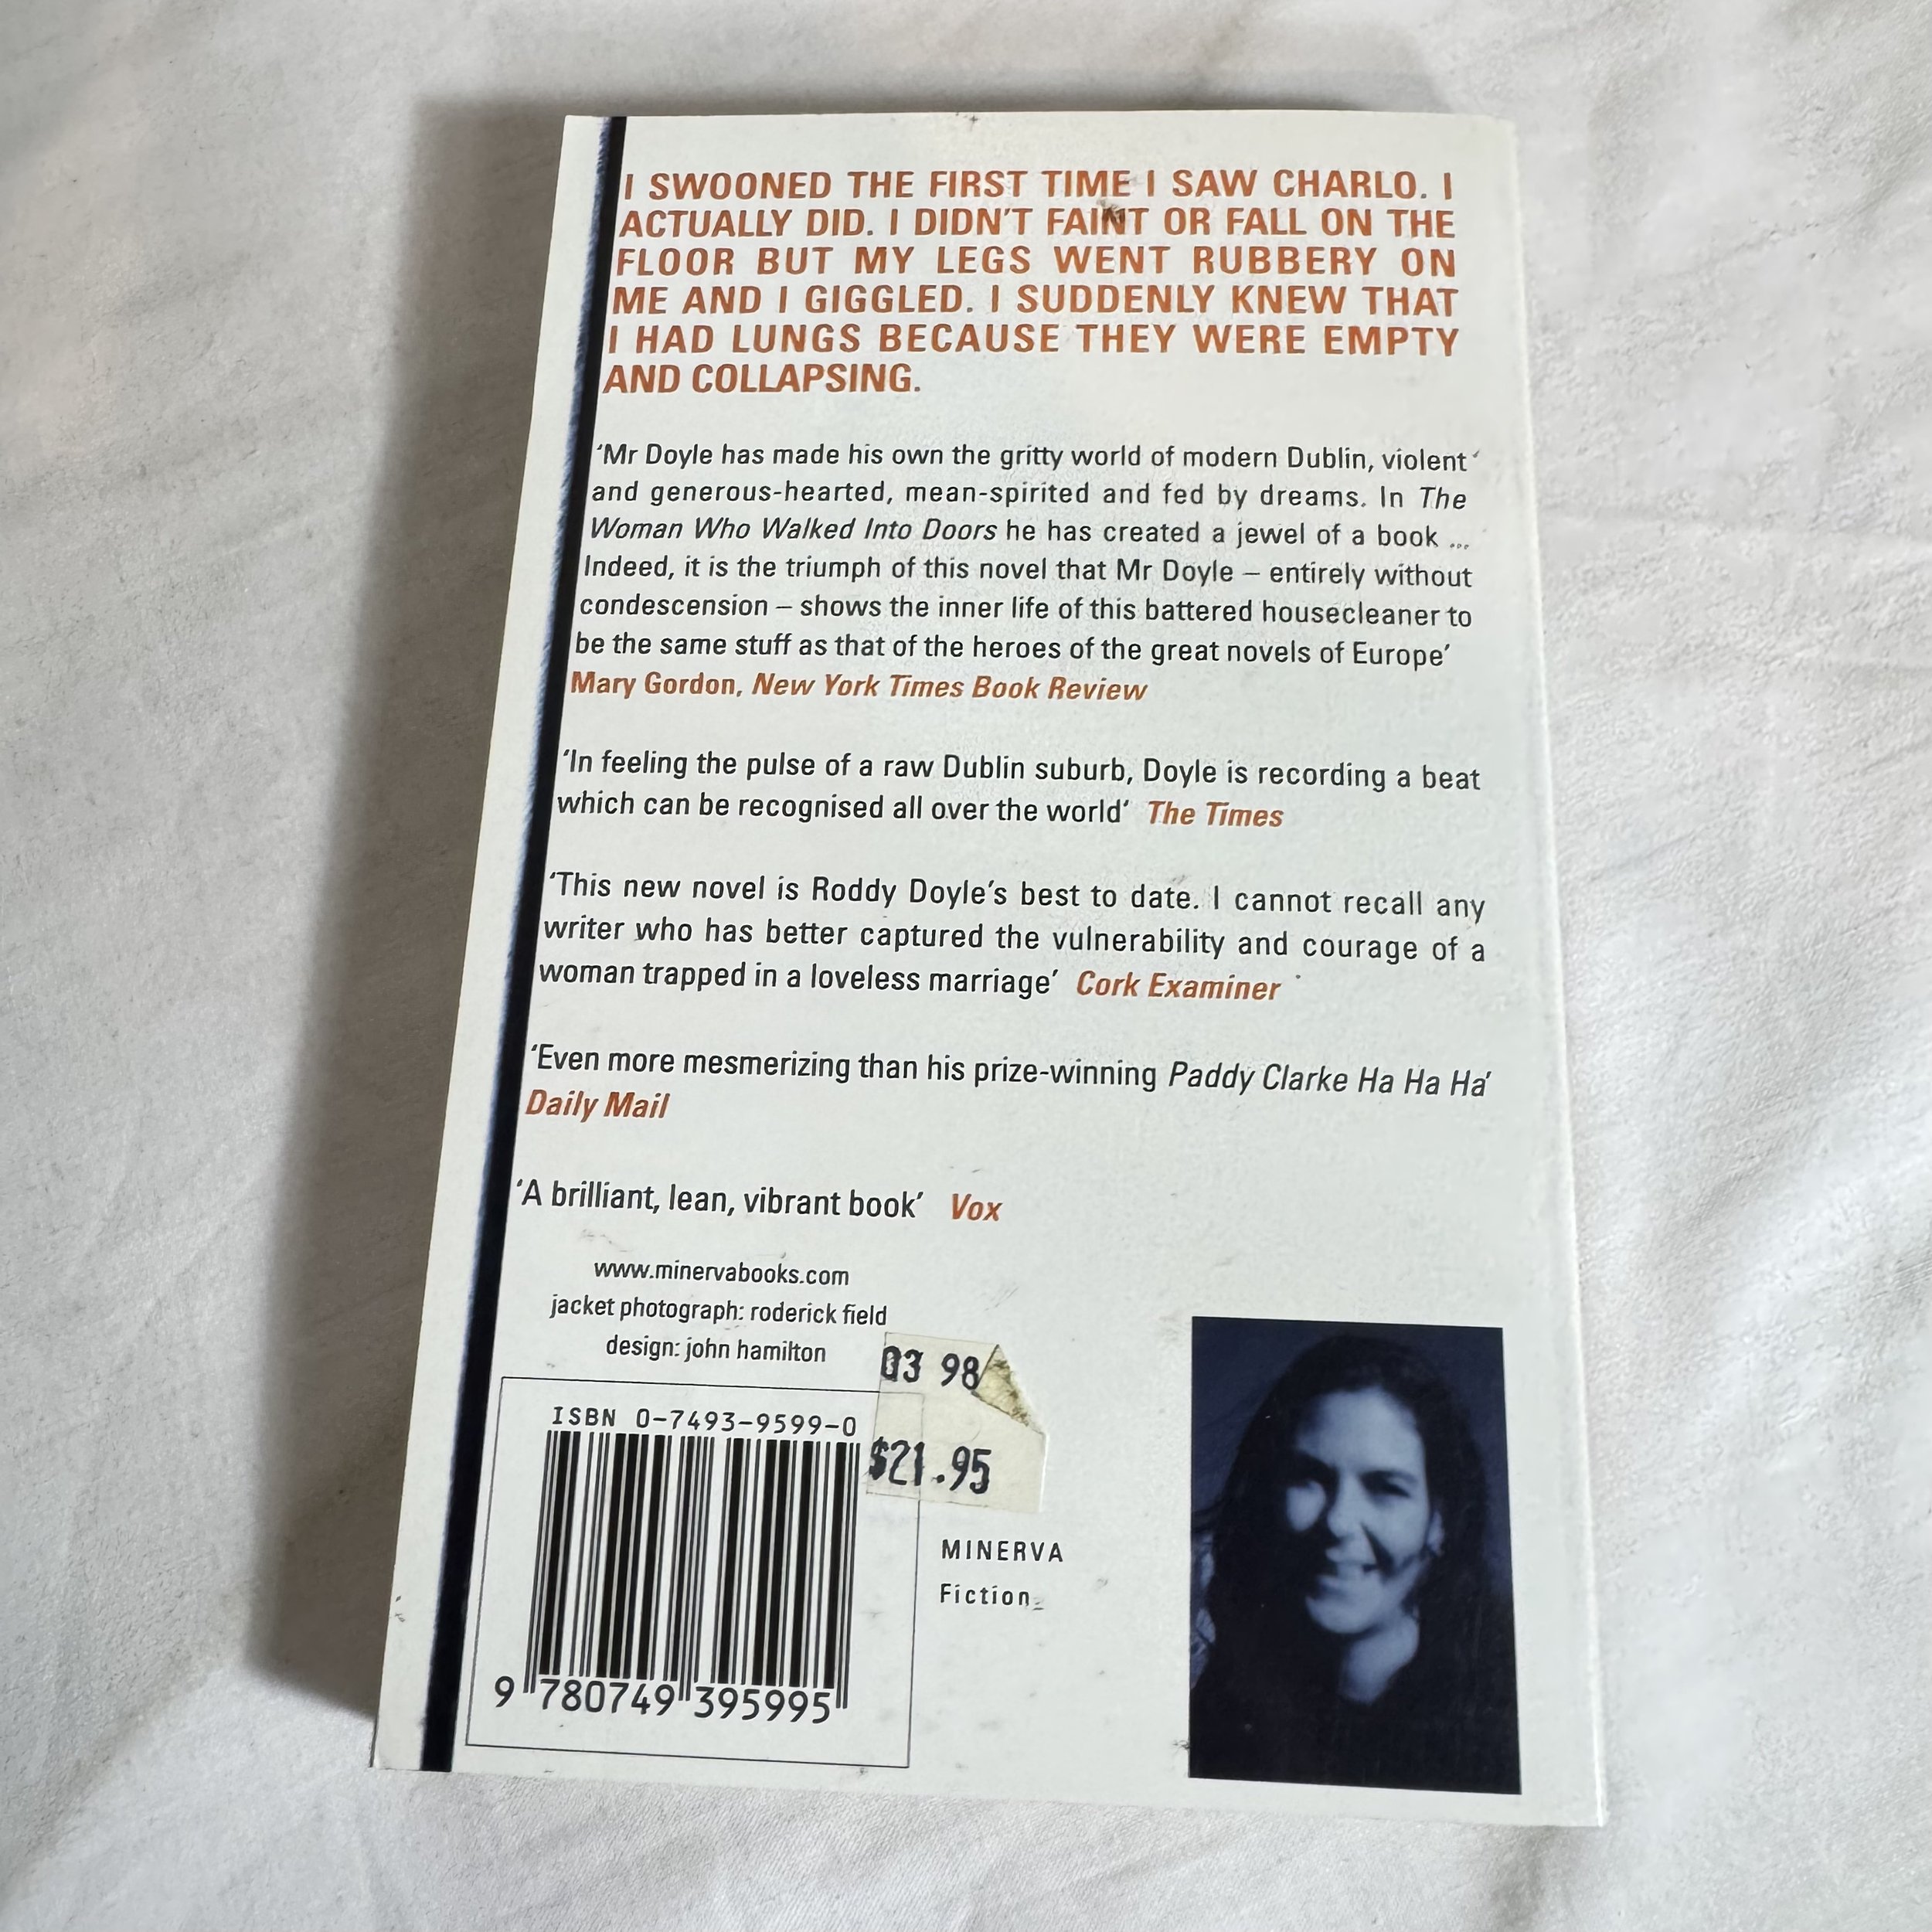 I SWOONED THE FIRST TIME I SAW CHARLO. I
ACTUALLY DID. I DIDN'T FAINT OR FALL ON THE
FLOOR BUT MY LEGS WENT RUBBERY ON
ME AND I GIGGLED. I SUDDENLY KNEW THAT
I HAD LUNGS BECAUSE THEY WERE EMPTY
AND COLLAPSING.
‘Mr Doyle has made his own the gritty world of modern Dublin, violent
and generous-hearted, mean-spirited and fed by dreams. In The
Woman Who Walked Into Doors he has created a jewel of a book ...
Indeed, it is the triumph of this novel that Mr Doyle – entirely without
condescension – shows the inner life of this battered housecleaner to
be the same stuff as that of the heroes of the great novels of Europe’
Mary Gordon, New York Times Book Review
‘In feeling the pulse of a raw Dublin suburb, Doyle is recording a beat
which can be recognised all over the world‘ The Times
‘This new novel is Roddy Doyle's best to date. I cannot recall any
writer who has better captured the vulnerability and courage of a
woman trapped in a loveless marriage’ Cork Examiner
‘Even more mesmerizing than his prize-winning Paddy Clarke Ha Ha Ha’
Daily Mail
‘A brilliant, lean, vibrant book’ Vox
www.minervabooks.com
jacket photograph: roderick field
design: john hamilton
03 98
$21.95
ISBN 0-7493-9599-0
9 780749 395995
MINERVA
Fiction